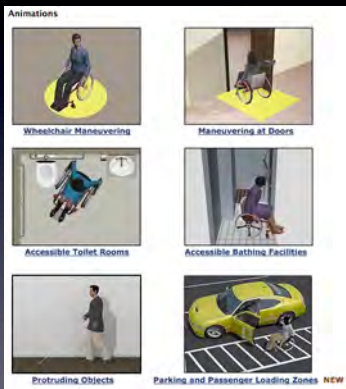 Animations
Wheelchair Maneuvering
Maneuvering at Doors
Accessible Toilet Rooms
Accessible Bathing Facilities
Protruding Objects
Parking and Passenger Loading Zones NEW